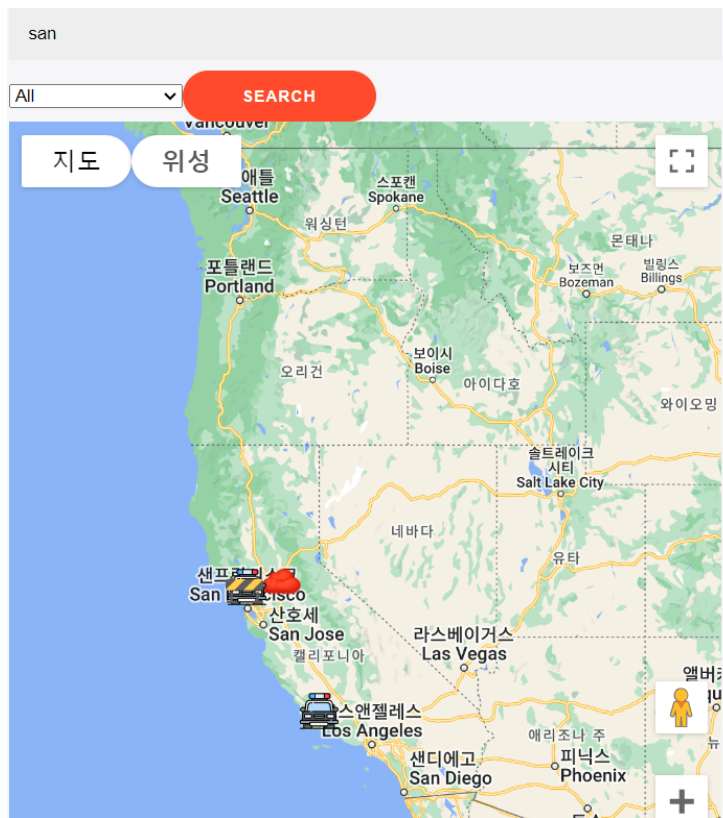 san
All
SEARCH
Vancouver
지도
위성
애틀
Seattle
스포캔
Spokane
워싱턴
몬태나
포틀랜드
Portland
보즈먼
Bozeman
빌링스
Billings
보이시
Boise
오리건
아이다호
와이오밍
솔트레이크
시티
Salt Lake City
네바다
유타
샌프
San
cisco
산호세
San Jose
캘리포니아
라스베이거스
Las Vegas
앨버
스앤젤레스
Los Angeles
애리조나 주
뉴
샌디에고
San Diego
피닉스
Phoenix